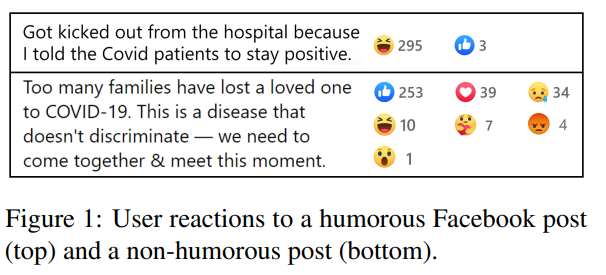 Got kicked out from the hospital because
I told the Covid patients to stay positive.
295
3
Too many families have lost a loved one
to COVID-19. This is a disease that
doesn't discriminate — we need to
come together & meet this moment.
253
39
34
10
7
4
1
Figure 1: User reactions to a humorous Facebook post
(top) and a non-humorous post (bottom).